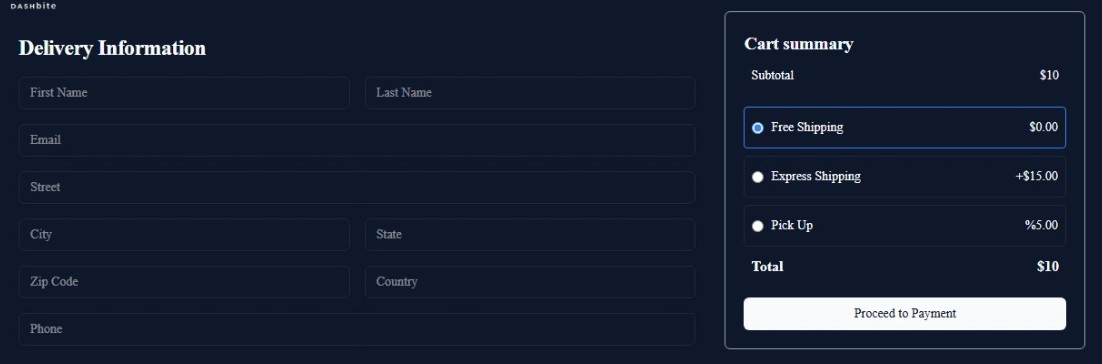 DASHbite
Delivery Information
First Name
Last Name
Email
Street
City
State
Zip Code
Country
Phone
Cart summary
Subtotal $10
Free Shipping $0.00
Express Shipping +$15.00
Pick Up %5.00
Total $10
Proceed to Payment